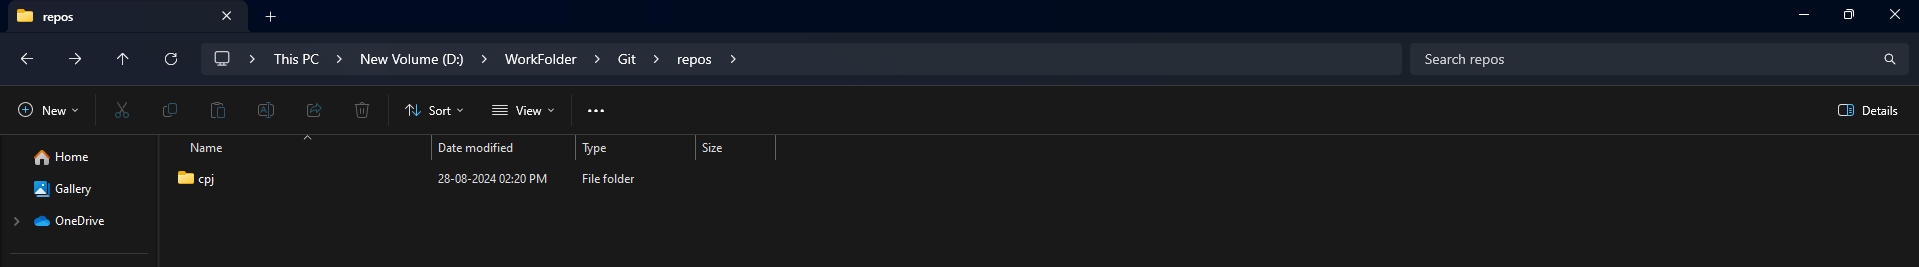 repos
This PC New Volume (D:) WorkFolder Git repos Search repos
New Sort View Details
Name Date modified Type Size
Home
Gallery
OneDrive
cpj 28-08-2024 02:20 PM File folder